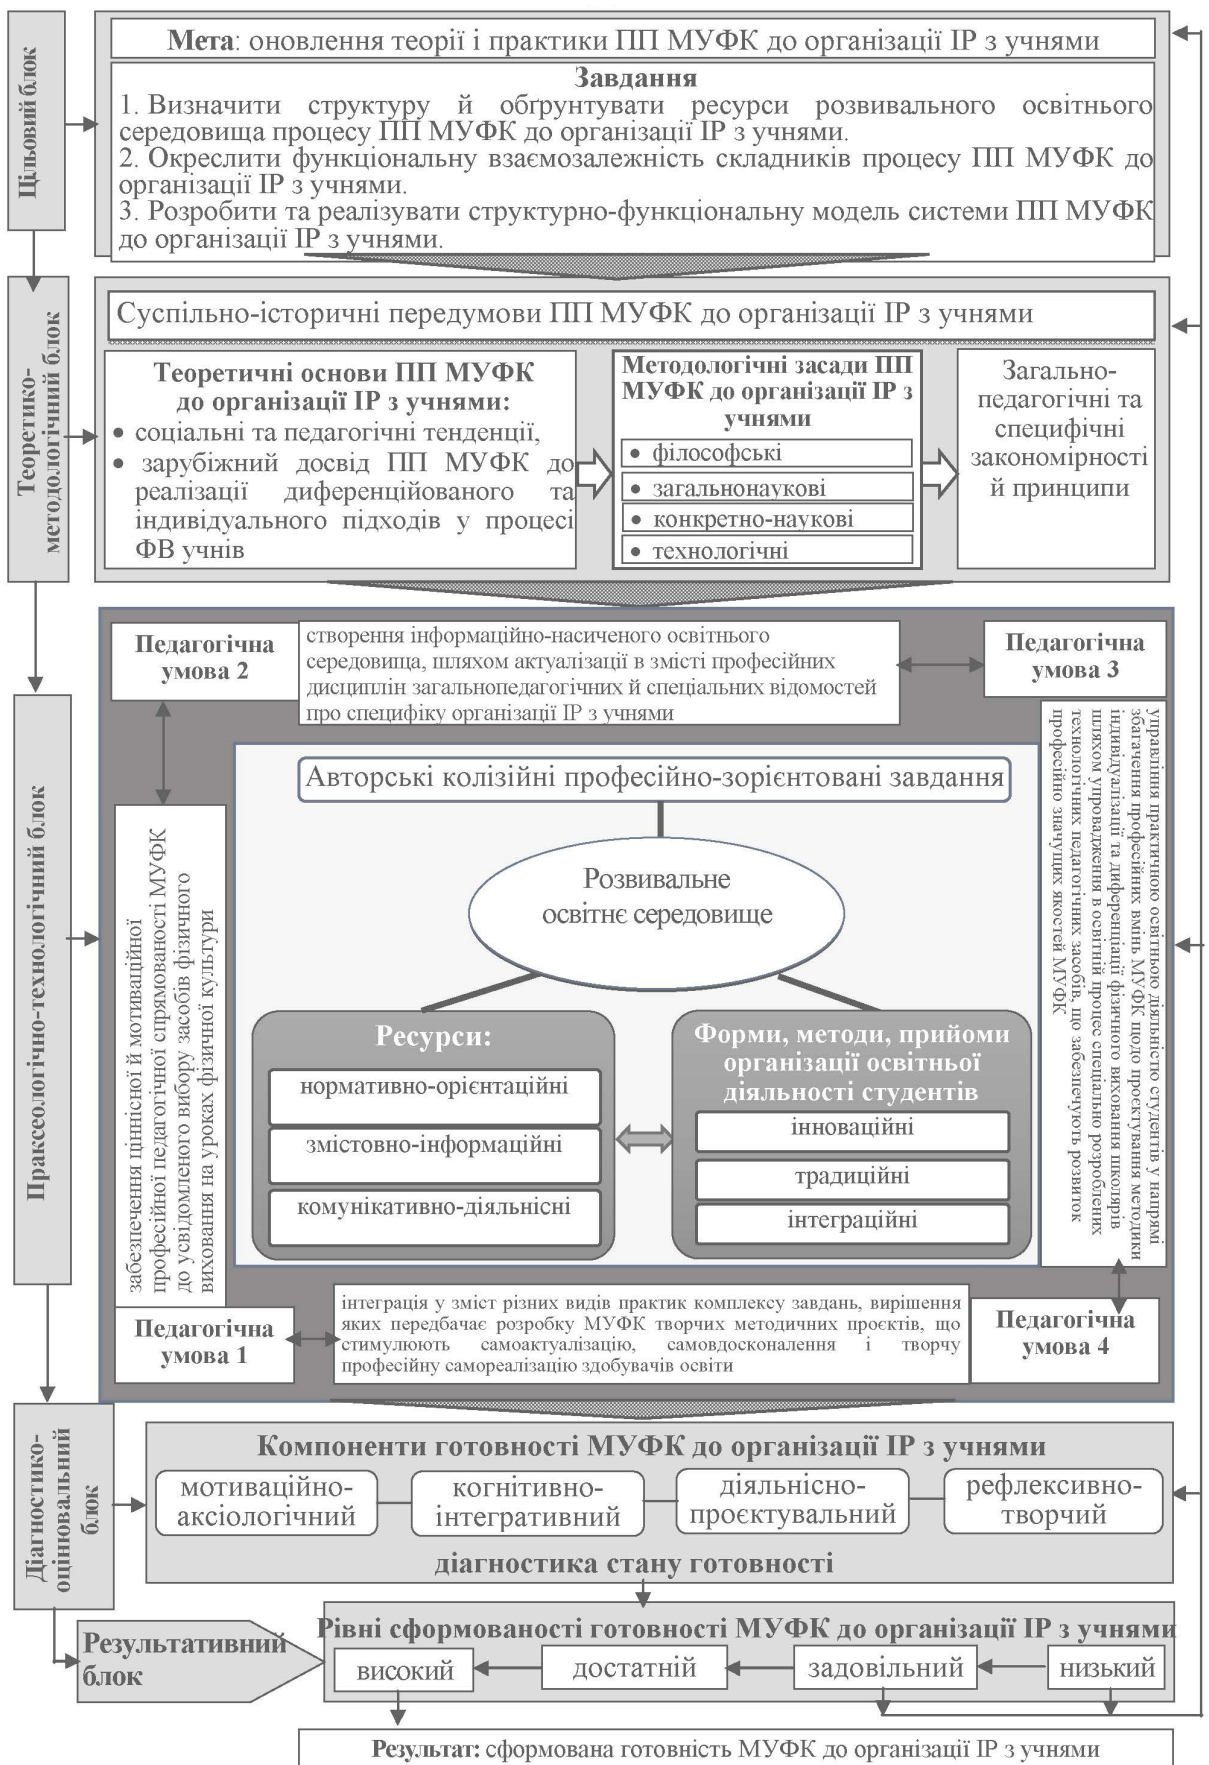 Цільовий блок
Мета: оновлення теорії і практики ПП МУФК до організації ІР з учнями
Завдання
1. Визначити структуру й обґрунтувати ресурси розвивального освітнього
середовища процесу ПП МУФК до організації ІР з учнями.
2. Окреслити функціональну взаємозалежність складників процесу ПП МУФК до
організації ІР з учнями.
3. Розробити та реалізувати структурно-функціональну модель системи ПП МУФК
до організації ІР з учнями.
Теоретико-
методологічний блок
Суспільно-історичні передумови ПП МУФК до організації ІР з учнями
Теоретичні основи ПП МУФК
до організації ІР з учнями:
• соціальні та педагогічні тенденції,
• зарубіжний досвід ПП МУФК до
реалізації диференційованого та
індивідуального підходів у процесі
ФВ учнів
Методологічні засади ПП
МУФК до організації ІР з
учнями
• філософські
• загальнонаукові
• конкретно-наукові
• технологічні
Загально-
педагогічні та
специфічні
закономірності
й принципи
Праксеологічно-технологічний блок
Педагогічна
умова 2
створення інформаційно-насиченого освітнього
середовища, шляхом актуалізації в змісті професійних
дисциплін загальнопедагогічних й спеціальних відомостей
про специфіку організації ІР з учнями
Педагогічна
умова 3
управління практичною освітньою діяльністю студентів у напрямі
збагачення професійних вмінь МУФК щодо проєктування методики
індивідуалізації та диференціації фізичного виховання школярів
шляхом упровадження в освітній процес спеціально розроблених
технологічних педагогічних засобів, що забезпечують розвиток
професійно значущих якостей МУФК
Авторські колізійні професійно-зорієнтовані завдання
Розвивальне
освітнє середовище
Ресурси:
нормативно-орієнтаційні
змістовно-інформаційні
комунікативно-діяльнісні
Форми, методи, прийоми
організації освітньої
діяльності студентів
інноваційні
традиційні
інтеграційні
забезпечення ціннісної й мотиваційної
професійної педагогічної спрямованості МУФК
до усвідомленого вибору засобів фізичного
виховання на уроках фізичної культури
Педагогічна
умова 1
інтеграція у зміст різних видів практик комплексу завдань, вирішення
яких передбачає розробку МУФК творчих методичних проєктів, що
стимулюють самоактуалізацію, самовдосконалення і творчу
професійну самореалізацію здобувачів освіти
Педагогічна
умова 4
Діагностико-
оцінювальний
блок
Компоненти готовності МУФК до організації ІР з учнями
мотиваційно-
аксіологічний
когнітивно-
інтегративний
діяльнісно-
проєктувальний
рефлексивно-
творчий
діагностика стану готовності
Результативний
блок
Рівні сформованості готовності МУФК до організації ІР з учнями
високий
достатній
задовільний
низький
Результат: сформована готовність МУФК до організації ІР з учнями